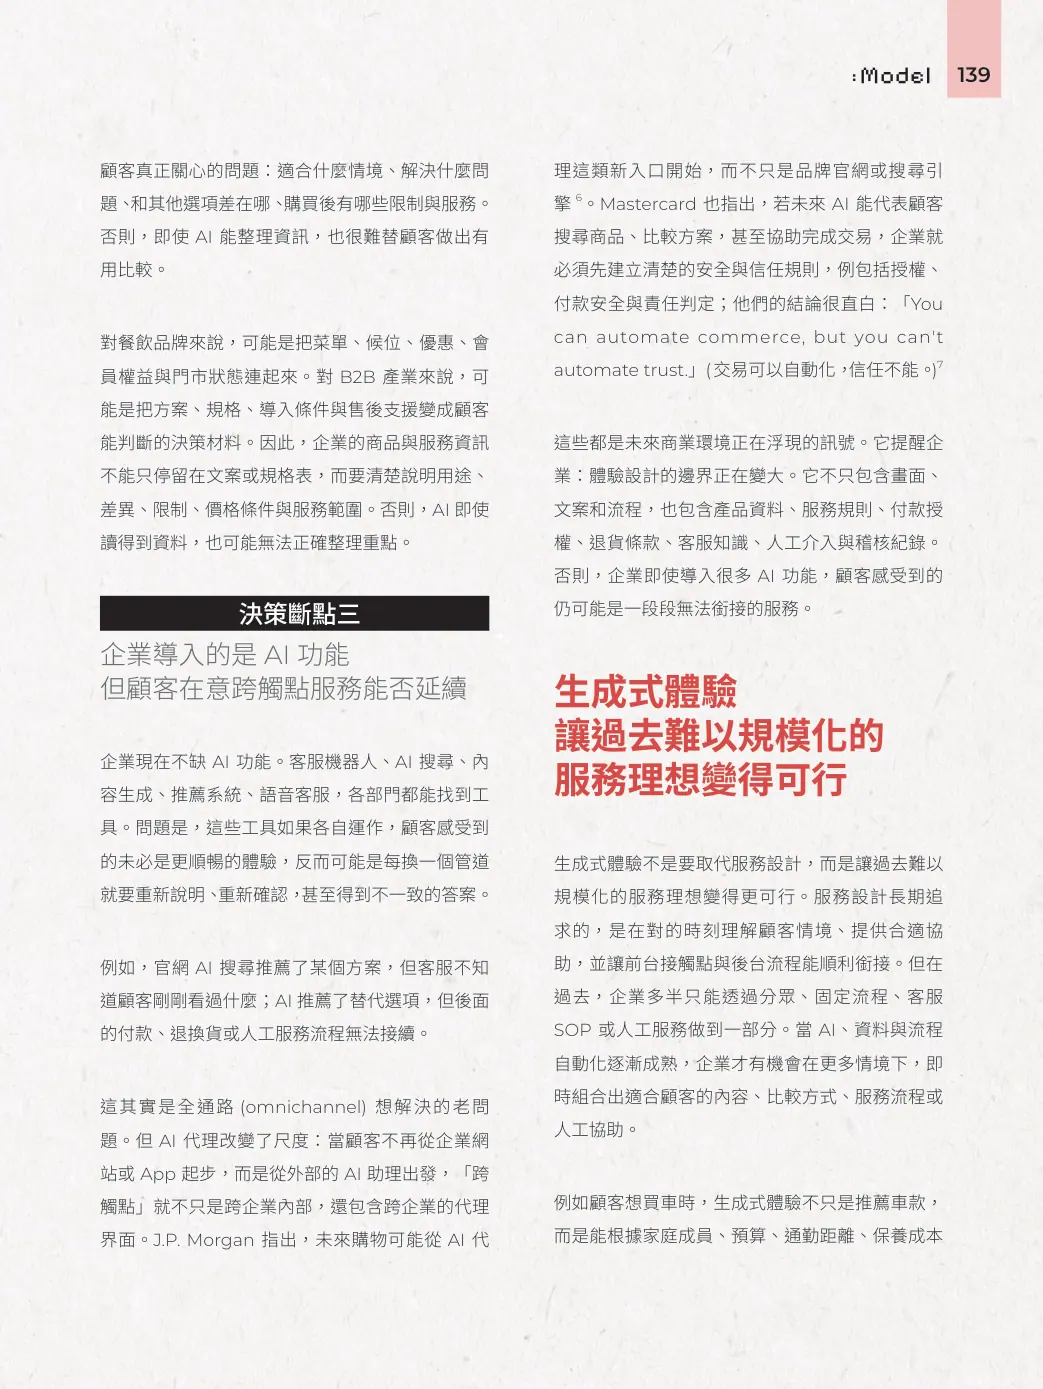 :Model 139
顧客真正關心的問題：適合什麼情境、解決什麼問
題、和其他選項差在哪、購買後有哪些限制與服務。
否則，即使 AI 能整理資訊，也很難替顧客做出有
用比較。
對餐飲品牌來說，可能是把菜單、候位、優惠、會
員權益與門市狀態連起來。對 B2B 產業來說，可
能是把方案、規格、導入條件與售後支援變成顧客
能判斷的決策材料。因此，企業的商品與服務資訊
不能只停留在文案或規格表，而要清楚說明用途、
差異、限制、價格條件與服務範圍。否則，AI 即使
讀得到資料，也可能無法正確整理重點。
決策斷點三
企業導入的是 AI 功能
但顧客在意跨觸點服務能否延續
企業現在不缺 AI 功能。客服機器人、AI 搜尋、內
容生成、推薦系統、語音客服，各部門都能找到工
具。問題是，這些工具如果各自運作，顧客感受到
的未必是更順暢的體驗，反而可能是每換一個管道
就要重新說明、重新確認，甚至得到不一致的答案。
例如，官網 AI 搜尋推薦了某個方案，但客服不知
道顧客剛剛看過什麼；AI 推薦了替代選項，但後面
的付款、退換貨或人工服務流程無法接續。
這其實是全通路 (omnichannel) 想解決的老問
題。但 AI 代理改變了尺度：當顧客不再從企業網
站或 App 起步，而是從外部的 AI 助理出發，「跨
觸點」就不只是跨企業內部，還包含跨企業的代理
界面。J.P. Morgan 指出，未來購物可能從 AI 代
理這類新入口開始，而不只是品牌官網或搜尋引
擎 6。Mastercard 也指出，若未來 AI 能代表顧客
搜尋商品、比較方案，甚至協助完成交易，企業就
必須先建立清楚的安全與信任規則，例包括授權、
付款安全與責任判定；他們的結論很直白：「You
can automate commerce, but you can't
automate trust.」(交易可以自動化，信任不能。)7
這些都是未來商業環境正在浮現的訊號。它提醒企
業：體驗設計的邊界正在變大。它不只包含畫面、
文案和流程，也包含產品資料、服務規則、付款授
權、退貨條款、客服知識、人工介入與稽核紀錄。
否則，企業即使導入很多 AI 功能，顧客感受到的
仍可能是一段段無法銜接的服務。
生成式體驗
讓過去難以規模化的
服務理想變得可行
生成式體驗不是要取代服務設計，而是讓過去難以
規模化的服務理想變得更可行。服務設計長期追
求的，是在對的時刻理解顧客情境、提供合適協
助，並讓前台接觸點與後台流程能順利銜接。但在
過去，企業多半只能透過分眾、固定流程、客服
SOP 或人工服務做到一部分。當 AI、資料與流程
自動化逐漸成熟，企業才有機會在更多情境下，即
時組合出適合顧客的內容、比較方式、服務流程或
人工協助。
例如顧客想買車時，生成式體驗不只是推薦車款，
而是能根據家庭成員、預算、通勤距離、保養成本